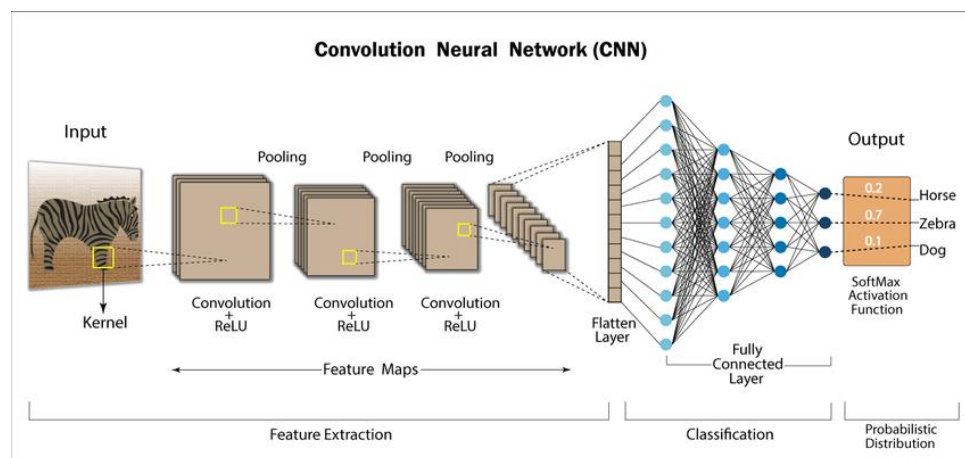 Convolution Neural Network (CNN)
Input
Output
Pooling
Pooling
Pooling
0.2
Horse
0.7
Zebra
0.1
Dog
Kernel
Convolution
+
ReLU
Convolution
+
ReLU
Convolution
+
ReLU
Flatten
Layer
SoftMax
Activation
Function
Fully
Connected
Layer
Feature Maps
Feature Extraction
Classification
Probabilistic
Distribution